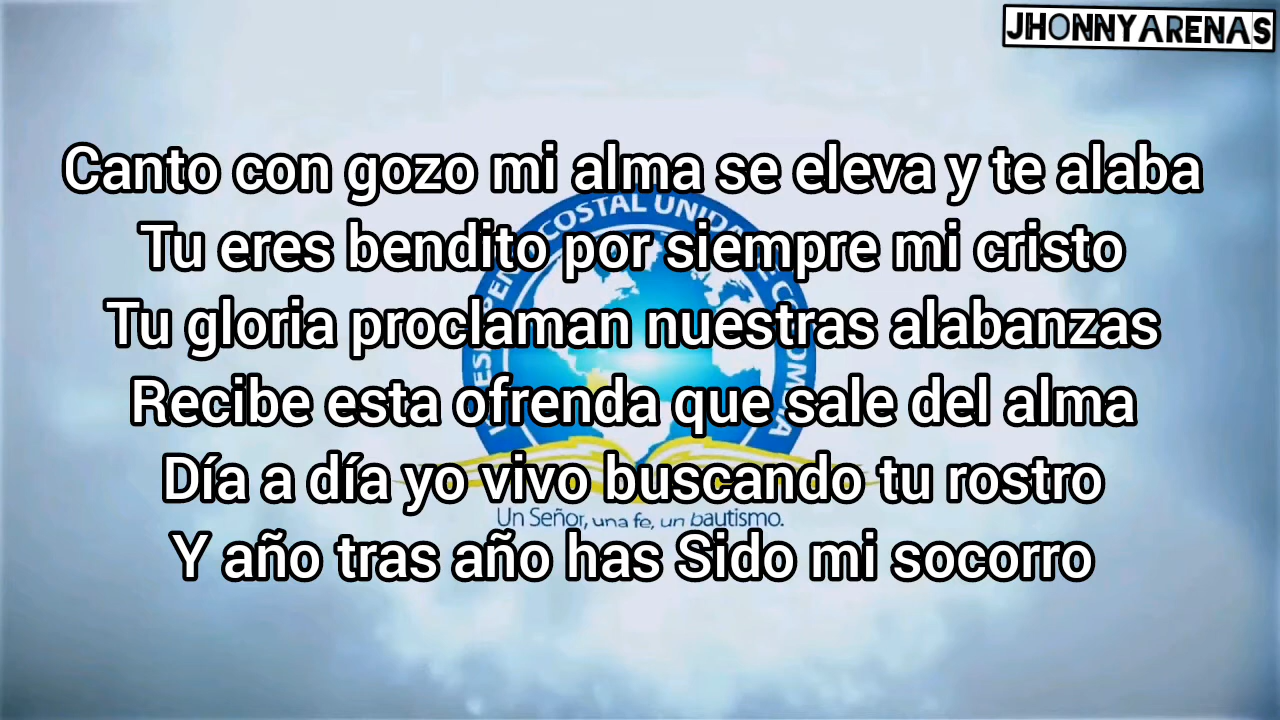 JHONNYARENAS
Canto con gozo mi alma se eleva y te alaba
Tu eres bendito por siempre mi cristo
Tu gloria proclaman nuestras alabanzas
Recibe esta ofrenda que sale del alma
Día a día yo vivo buscando tu rostro
Un Señor, una fe, un bautismo.
Y año tras año has Sido mi socorro